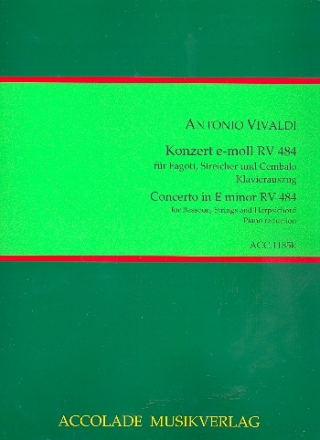 ANTONIO VIVALDI
Konzert e-moll RV 484
für Fagott, Streicher und Cembalo
Klavierauszug
Concerto in E minor RV 484
for Bassoon, Strings and Harpsichord
Piano reduction
ACC.1185k
ACCOLADE MUSIKVERLAG